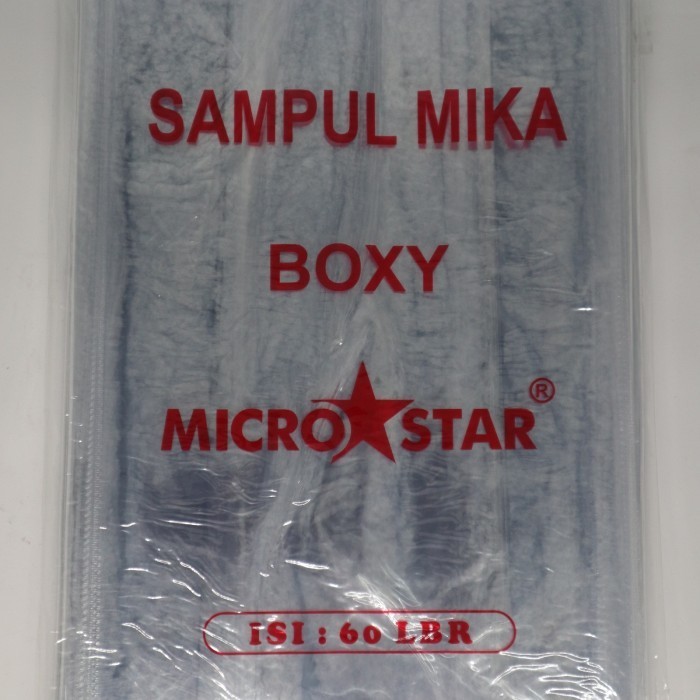 SAMPUL MIKA
BOXY
MICRO STAR ®
ISI : 60 LBR